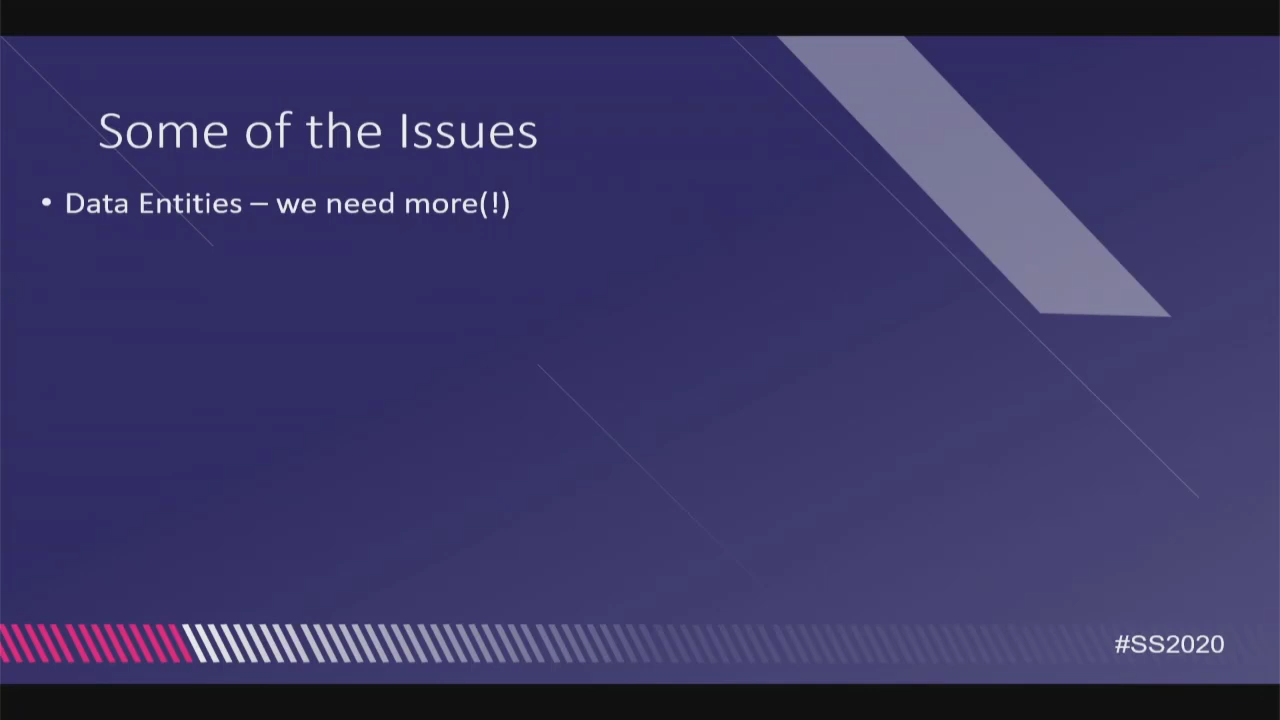 Some of the Issues
• Data Entities – we need more(!)
#SS2020